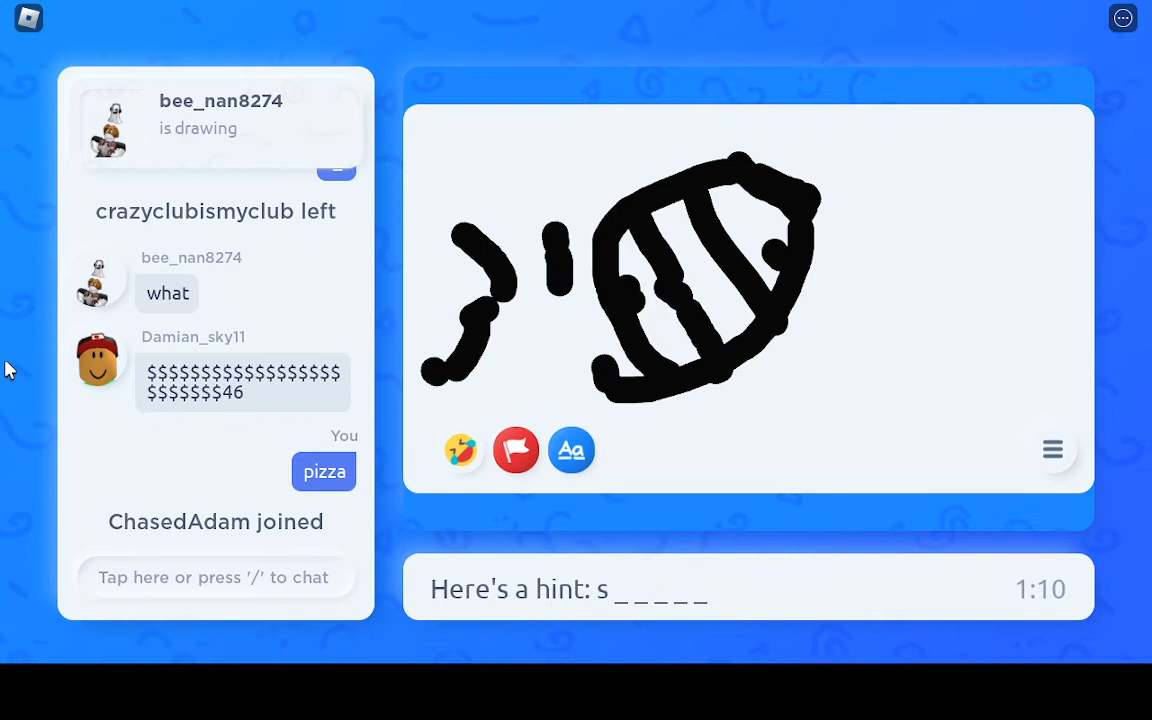 bee_nan8274
is drawing
crazyclubismyclub left
bee_nan8274
what
Damian_sky11
$$$$$$$$$$$$$$$$$$
$$$$$$$46
You
pizza
ChasedAdam joined
Tap here or press '/' to chat
Aa
Here's a hint: s _ _ _ _ _
1:10